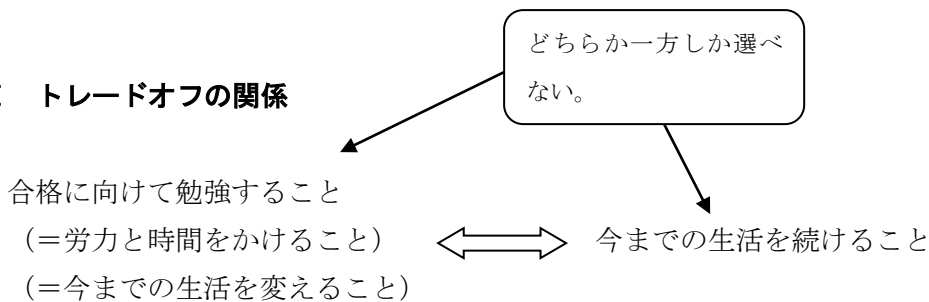 どちらか一方しか選べ
ない。
トレードオフの関係
合格に向けて勉強すること
（＝労力と時間をかけること）
今までの生活を続けること
（＝今までの生活を変えること）